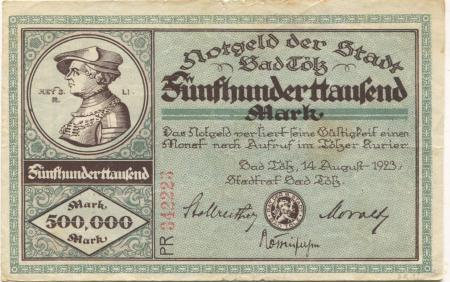 Notgeld der Stadt
Bad Tölz
Fünfhunderttausend
Mark.
Das Notgeld verliert seine Gültigkeit einen
Monat nach Aufruf im Tölzer Kurier.
Bad Tölz, 14. August 1923.
Stadtrat Bad Tölz.
Fünfhunderttausend
Mark
500,000
Mark.
PR 342223